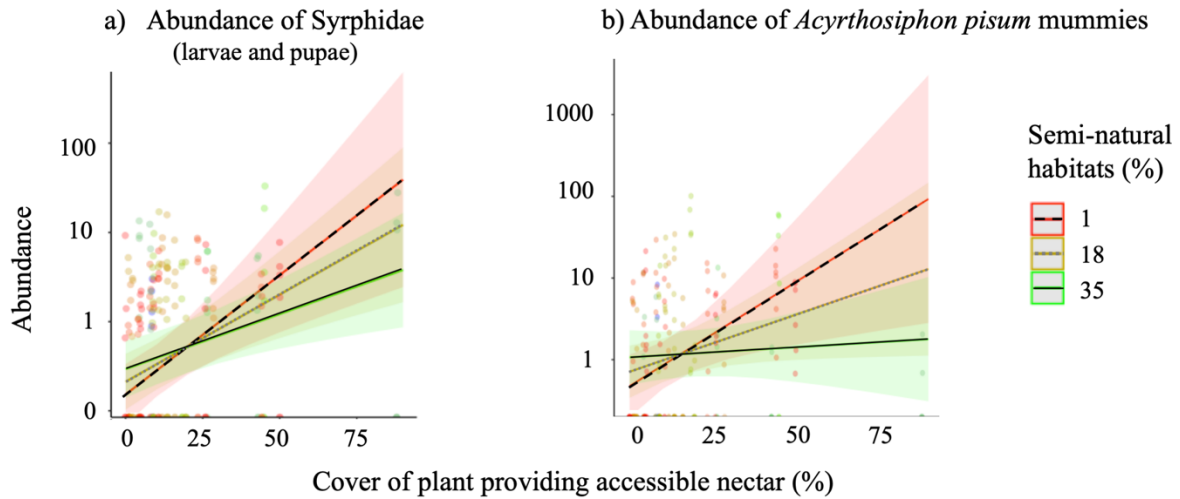 a) Abundance of Syrphidae
(larvae and pupae)
b) Abundance of Acyrthosiphon pisum mummies
Abundance
100
10
1
0
0 25 50 75
1000
100
10
1
0 25 50 75
Cover of plant providing accessible nectar (%)
Semi-natural
habitats (%)
1
18
35